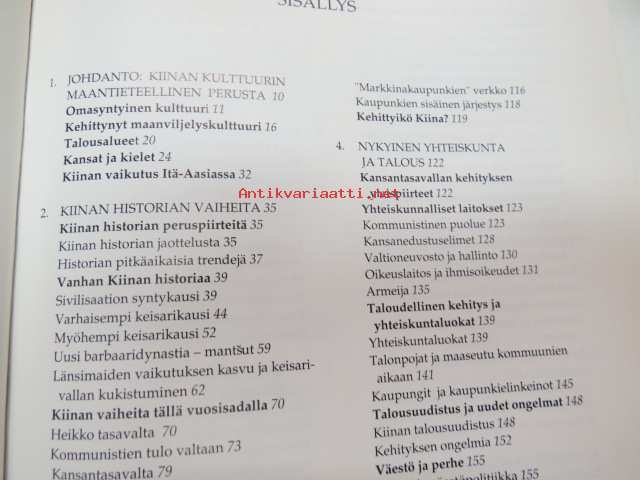 SISÄLLYS
1. JOHDANTO: KIINAN KULTTUURIN
MAANTIETEELLINEN PERUSTA 10
Omasyntyinen kulttuuri 11
Kehittynyt maanviljelyskulttuuri 16
Talousalueet 20
Kansat ja kielet 24
Kiinan vaikutus Itä-Aasiassa 32
2. KIINAN HISTORIAN VAIHEITA 35
Kiinan historian peruspiirteitä 35
Kiinan historian jaottelusta 35
Historian pitkäaikaisia trendejä 37
Vanhan Kiinan historiaa 39
Sivilisaation syntykausi 39
Varhaisempi keisarikausi 44
Myöhempi keisarikausi 52
Uusi barbaaridynastia – mantšut 59
Länsimaiden vaikutuksen kasvu ja keisari-
vallan kukistuminen 62
Kiinan vaiheita tällä vuosisadalla 70
Heikko tasavalta 70
Kommunistien tulo valtaan 73
Kansantasavalta 79
"Markkinakaupunkien" verkko 116
Kaupunkien sisäinen järjestys 118
Kehittyikö Kiina? 119
4. NYKYINEN YHTEISKUNTA
JA TALOUS 122
Kansantasavallan kehityksen
yleispiirteet 122
Yhteiskunnalliset laitokset 123
Kommunistinen puolue 123
Kansanedustuselimet 128
Valtioneuvosto ja hallinto 130
Oikeuslaitos ja ihmisoikeudet 131
Armeija 135
Taloudellinen kehitys ja
yhteiskuntaluokat 139
Yhteiskuntaluokat 139
Talonpojat ja maaseutu kommuunien
aikaan 141
Kaupungit ja kaupunkielinkeinot 145
Talousuudistus ja uudet ongelmat 148
Kiinan talousuudistus 148
Kehityksen ongelmia 152
Väestö ja perhe 155
155
Antikvariaatti.net